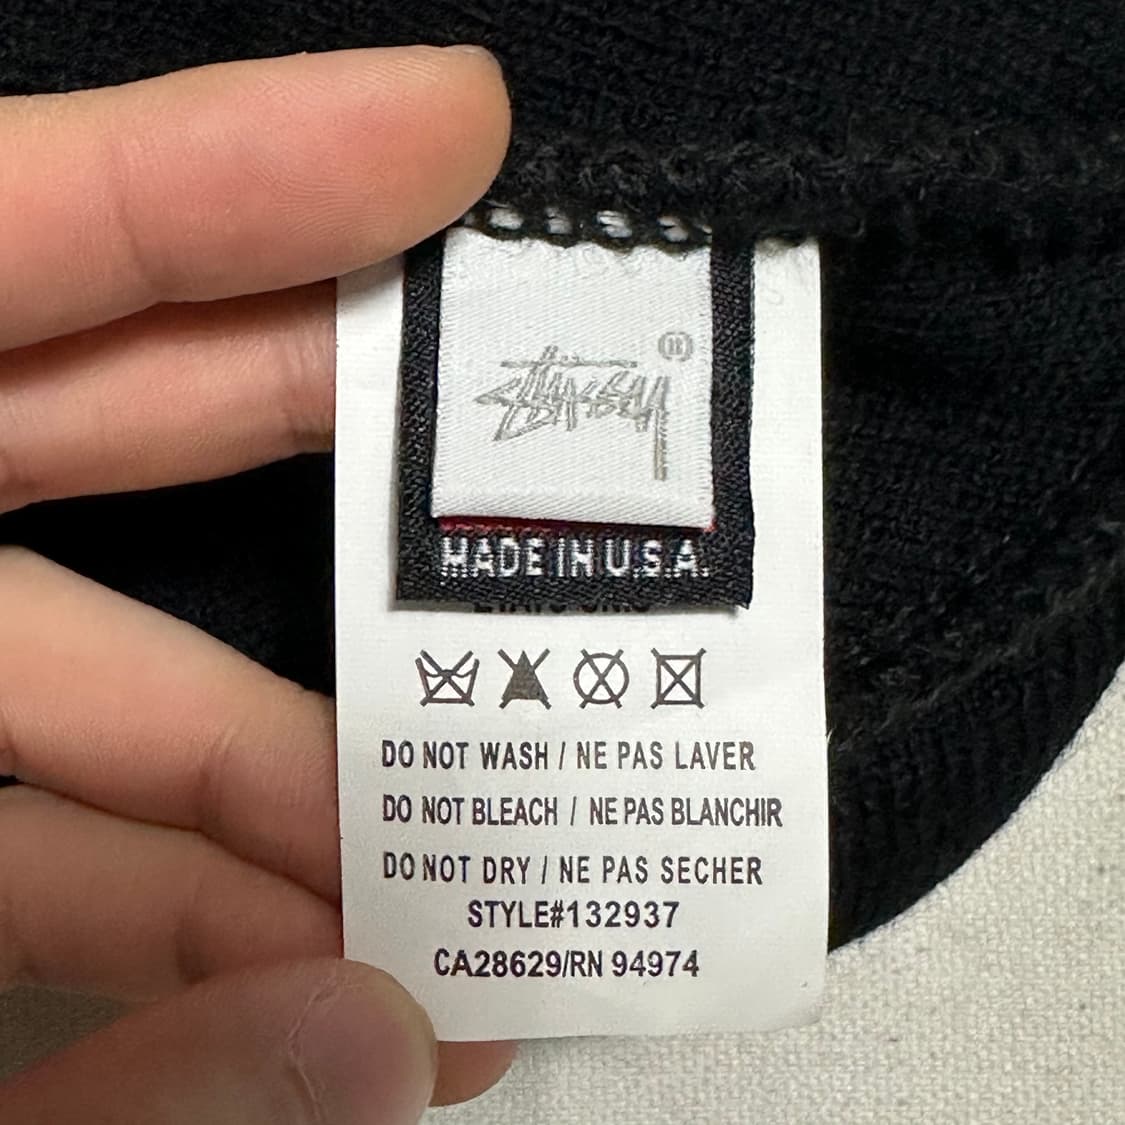 Stüssy ®
MADE IN U.S.A.
DO NOT WASH / NE PAS LAVER
DO NOT BLEACH / NE PAS BLANCHIR
DO NOT DRY / NE PAS SECHER
STYLE#132937
CA28629/RN 94974